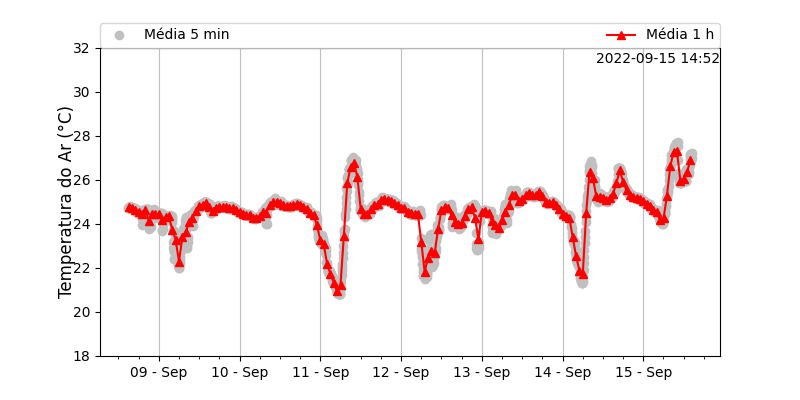 Média 5 min
Média 1 h
2022-09-15 14:52
Temperatura do Ar (°C)
32
30
28
26
24
22
20
18
09 - Sep
10 - Sep
11 - Sep
12 - Sep
13 - Sep
14 - Sep
15 - Sep